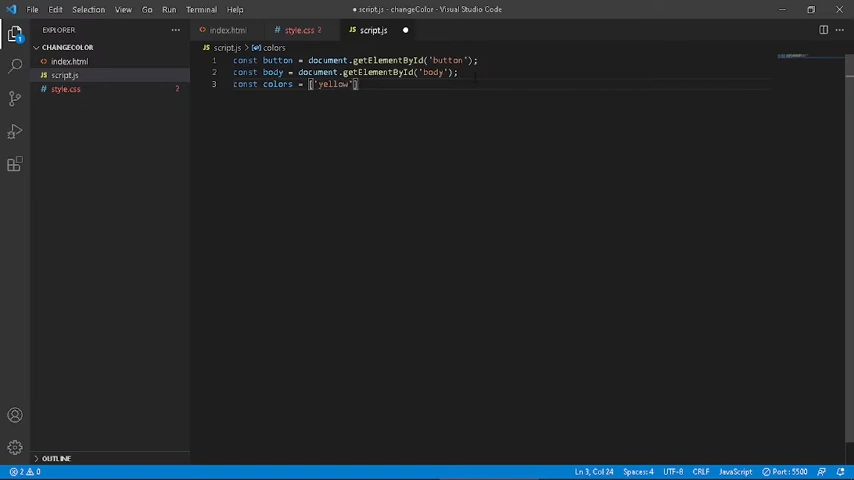 File Edit Selection View Go Run Terminal Help
● script.js - changeColor - Visual Studio Code
EXPLORER ···
index.html
style.css 2
script.js ●
CHANGECOLOR
index.html
script.js
style.css 2
script.js > colors
1 const button = document.getElementById('button');
2 const body = document.getElementById('body');
3 const colors = ['yellow']
1
OUTLINE
2 0
Ln 3, Col 24 Spaces: 4 UTF-8 CRLF JavaScript Port : 5500